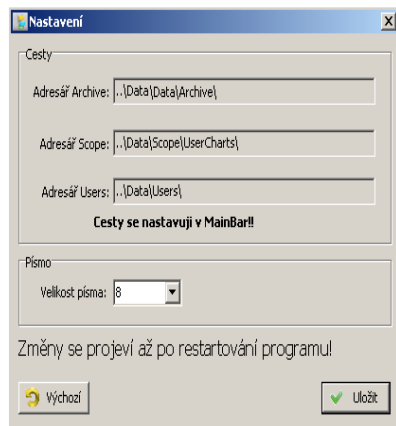 Nastavení
Cesty
Adresář Archive: ..\Data\Data\Archive\
Adresář Scope: ..\Data\Scope\UserCharts\
Adresář Users: ..\Data\Users\
Cesty se nastavuji v MainBar!!
Písmo
Velikost písma: 8
Změny se projeví až po restartování programu!
Výchozí Uložit